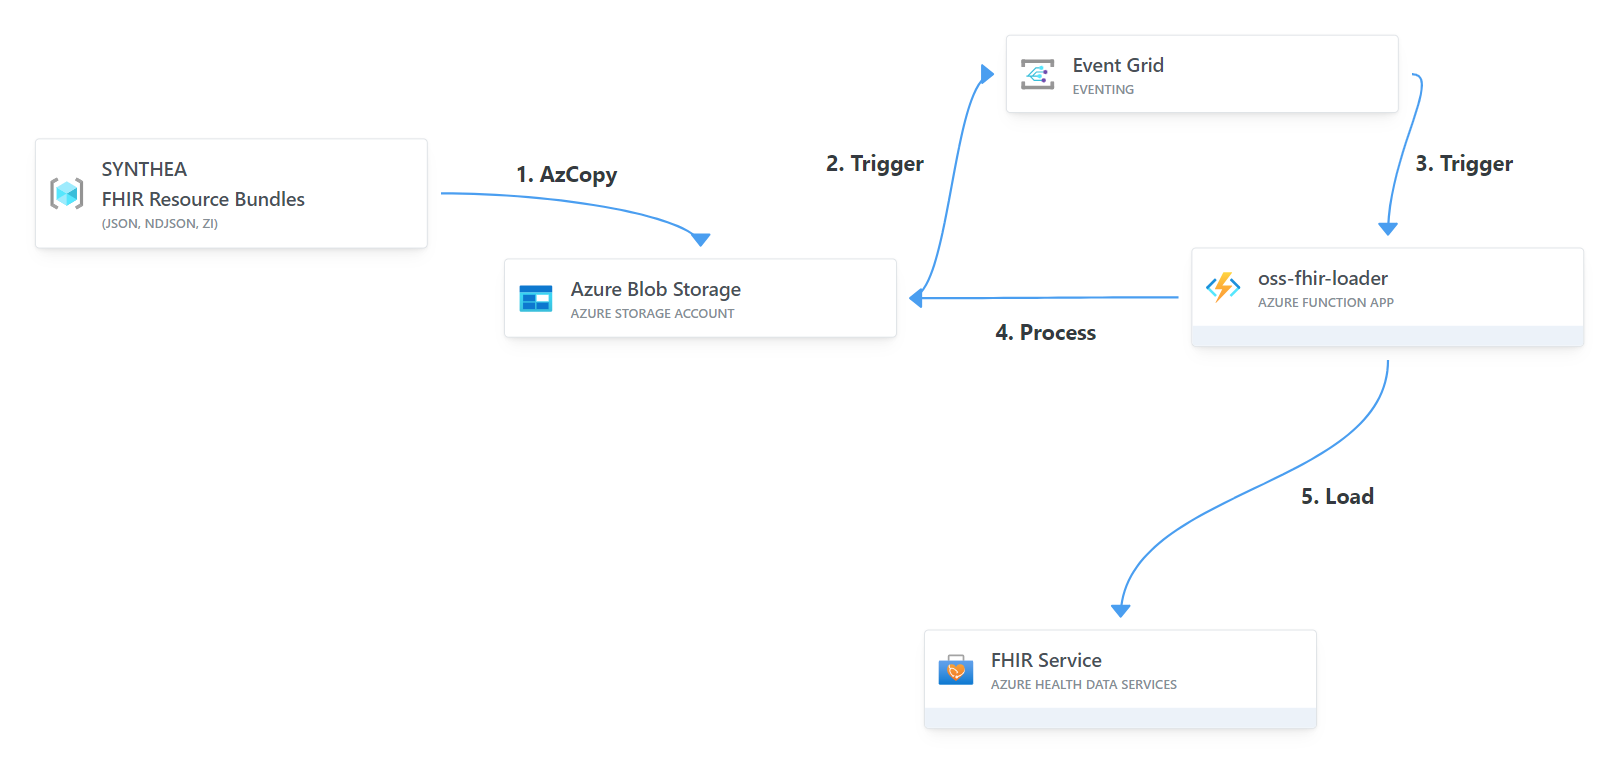 SYNTHEA
FHIR Resource Bundles
(JSON, NDJSON, ZI)
1. AzCopy
Azure Blob Storage
AZURE STORAGE ACCOUNT
2. Trigger
Event Grid
EVENTING
3. Trigger
oss-fhir-loader
AZURE FUNCTION APP
4. Process
5. Load
FHIR Service
AZURE HEALTH DATA SERVICES